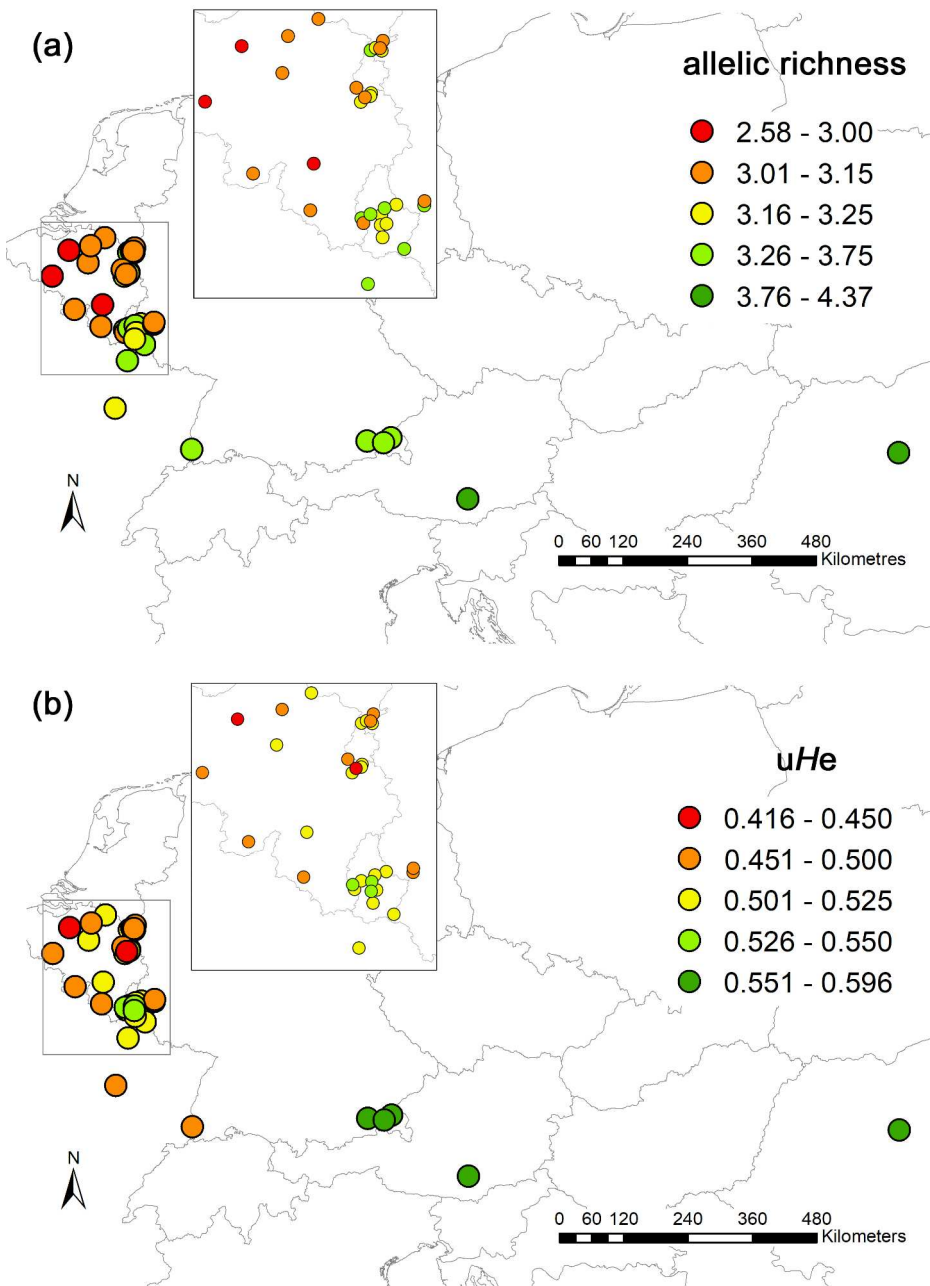 (a)
allelic richness
2.58 - 3.00
3.01 - 3.15
3.16 - 3.25
3.26 - 3.75
3.76 - 4.37
N
0 60 120 240 360 480
Kilometres
(b)
uHe
0.416 - 0.450
0.451 - 0.500
0.501 - 0.525
0.526 - 0.550
0.551 - 0.596
N
0 60 120 240 360 480
Kilometers